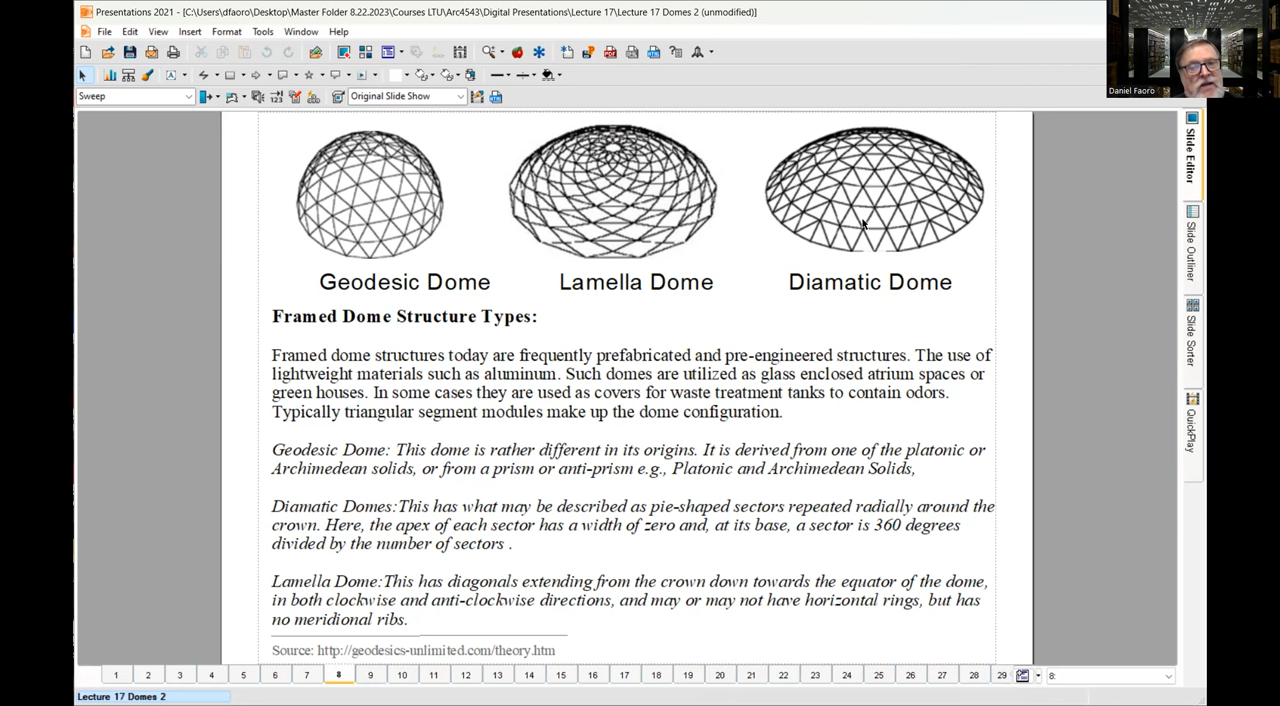 Presentations 2021 - [C:\Users\dfaoro\Desktop\Master Folder 8.22.2023\Courses LTU\Arc4543\Digital Presentations\Lecture 17\Lecture 17 Domes 2 (unmodified)]
File Edit View Insert Format Tools Window Help
Sweep
Original Slide Show
Daniel Faoro
Geodesic Dome Lamella Dome Diamatic Dome
Framed Dome Structure Types:
Framed dome structures today are frequently prefabricated and pre-engineered structures. The use of
lightweight materials such as aluminum. Such domes are utilized as glass enclosed atrium spaces or
green houses. In some cases they are used as covers for waste treatment tanks to contain odors.
Typically triangular segment modules make up the dome configuration.
Geodesic Dome: This dome is rather different in its origins. It is derived from one of the platonic or
Archimedean solids, or from a prism or anti-prism e.g., Platonic and Archimedean Solids,
Diamatic Domes:This has what may be described as pie-shaped sectors repeated radially around the
crown. Here, the apex of each sector has a width of zero and, at its base, a sector is 360 degrees
divided by the number of sectors .
Lamella Dome:This has diagonals extending from the crown down towards the equator of the dome,
in both clockwise and anti-clockwise directions, and may or may not have horizontal rings, but has
no meridional ribs.
Source: http://geodesics-unlimited.com/theory.htm
Slide Editor
Slide Outliner
Slide Sorter
QuickPlay
1 2 3 4 5 6 7 8 9 10 11 12 13 14 15 16 17 18 19 20 21 22 23 24 25 26 27 28 29 8:
Lecture 17 Domes 2